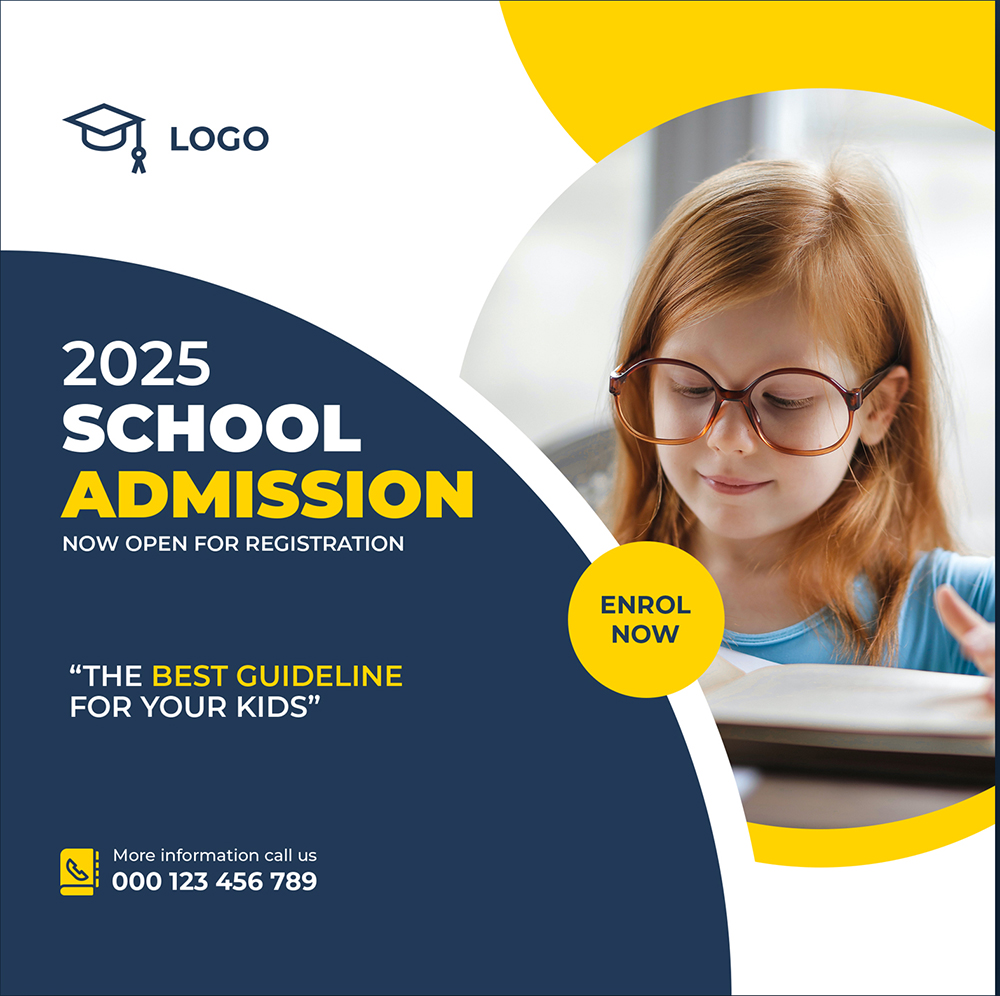 LOGO
2025
SCHOOL
ADMISSION
NOW OPEN FOR REGISTRATION
ENROL
NOW
“THE BEST GUIDELINE
FOR YOUR KIDS”
More information call us
000 123 456 789